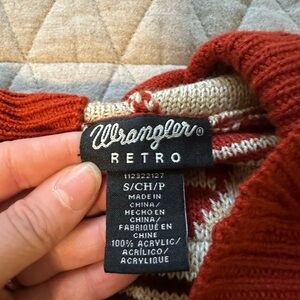 Wrangler®
RETRO
112322127
S/CH/P
MADE IN
CHINA/
HECHO EN
CHINA/
FABRIQUÉ EN
CHINE
100% ACRYLIC/
ACRÍLICO/
ACRYLIQUE